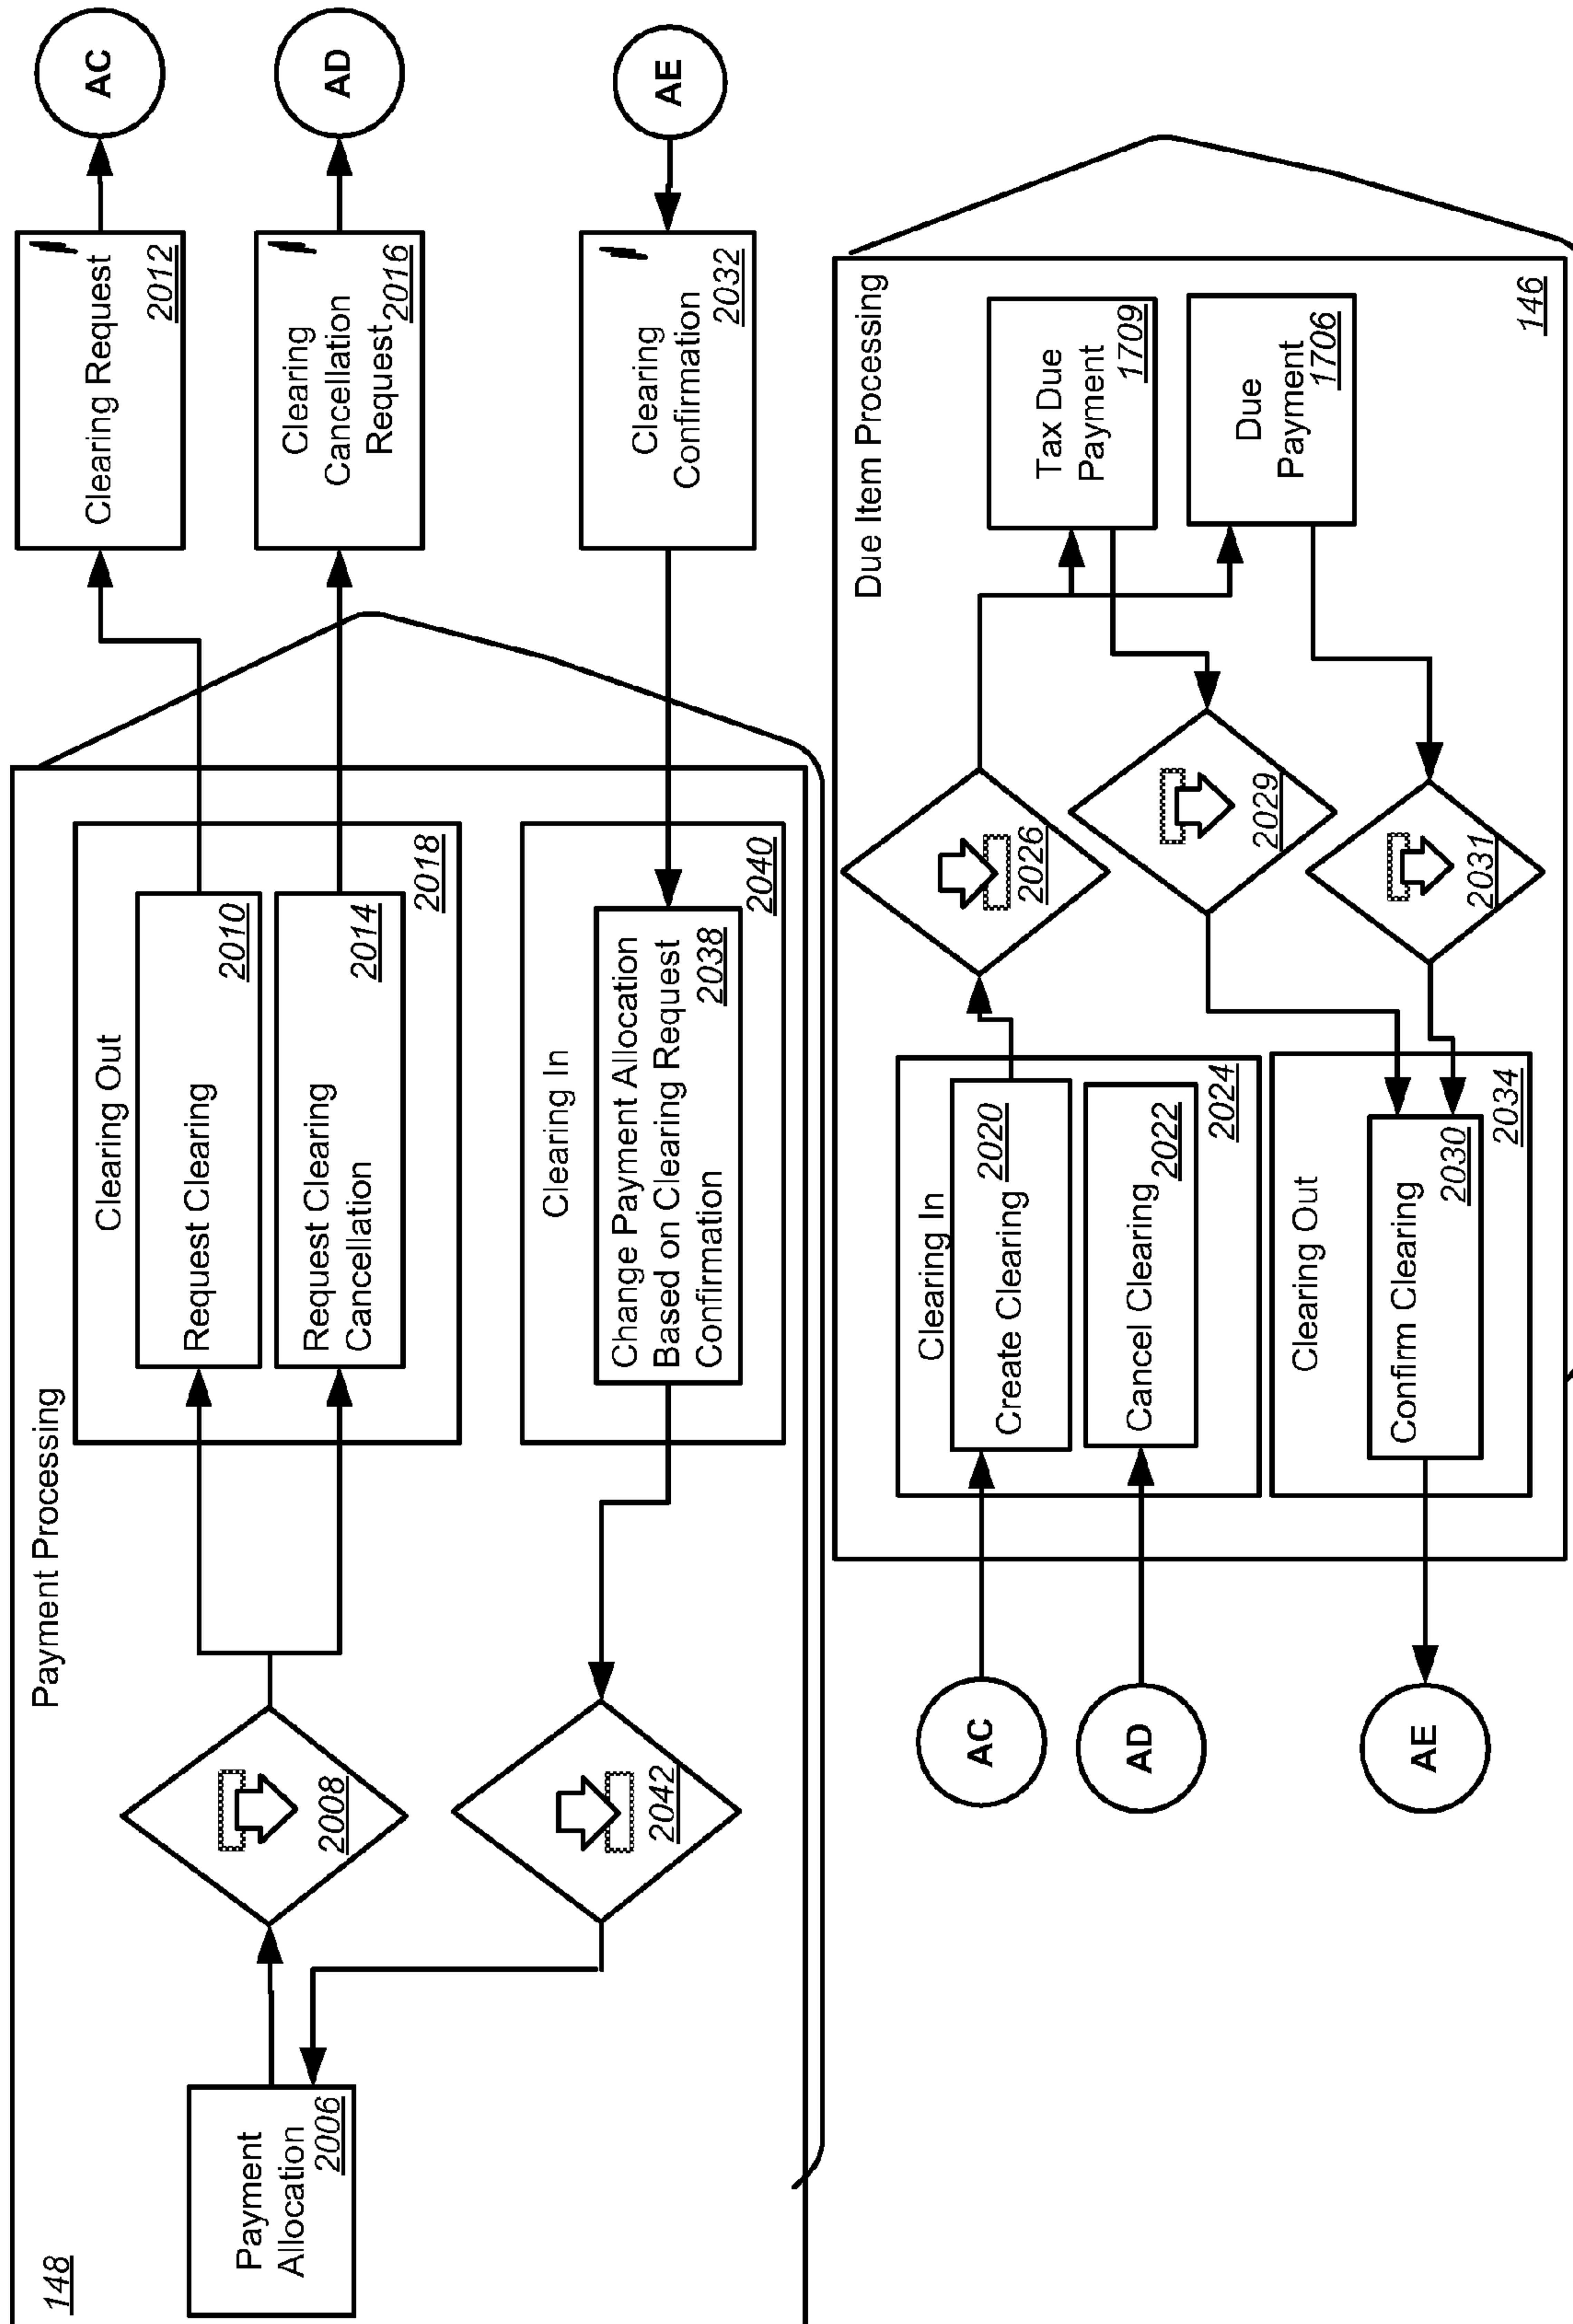 148
Payment Processing
Payment
Allocation
2006
2008
2042
Clearing Out
Request Clearing
2010
Request Clearing
Cancellation
2014
2018
Clearing In
Change Payment Allocation
Based on Clearing Request
Confirmation
2038
2040
Clearing Request
2012
Clearing
Cancellation
Request
2016
Clearing
Confirmation
2032
AC
AD
AE
Due Item Processing
146
AC
AD
AE
Clearing In
Create Clearing
2020
Cancel Clearing
2022
2024
Clearing Out
Confirm Clearing
2030
2034
2026
2029
2031
Tax Due
Payment
1709
Due
Payment
1706